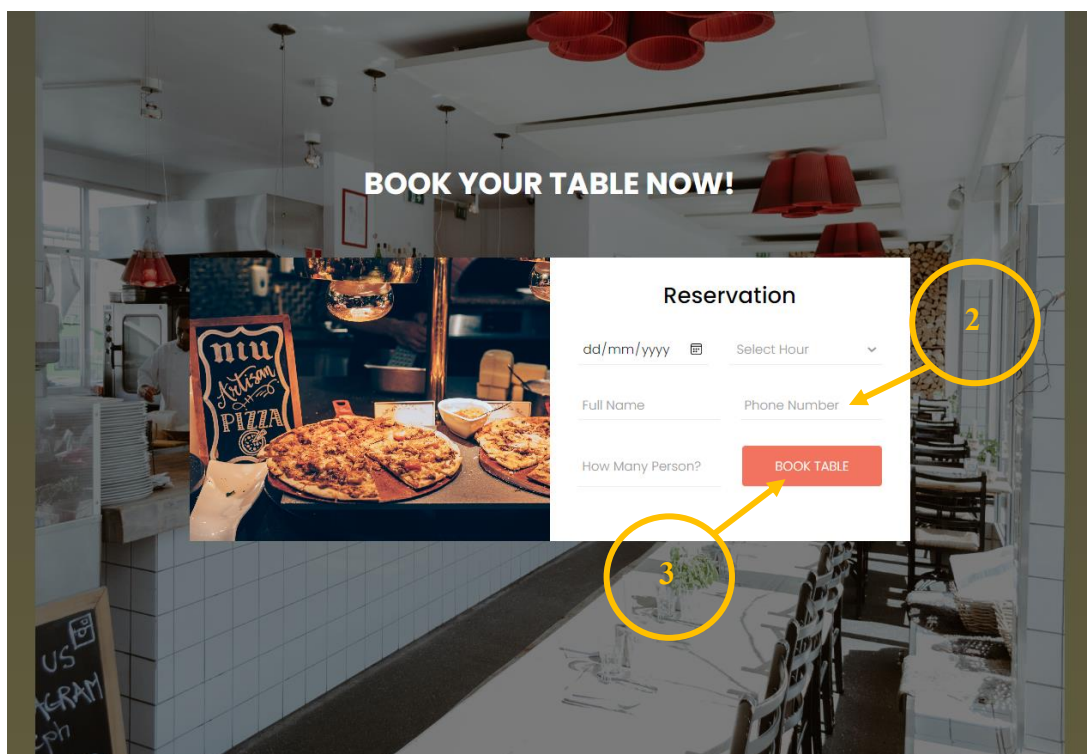 BOOK YOUR TABLE NOW!
niu
Artisan
PIZZA
Reservation
2
dd/mm/yyyy
Select Hour
Full Name
Phone Number
How Many Person?
BOOK TABLE
3
US